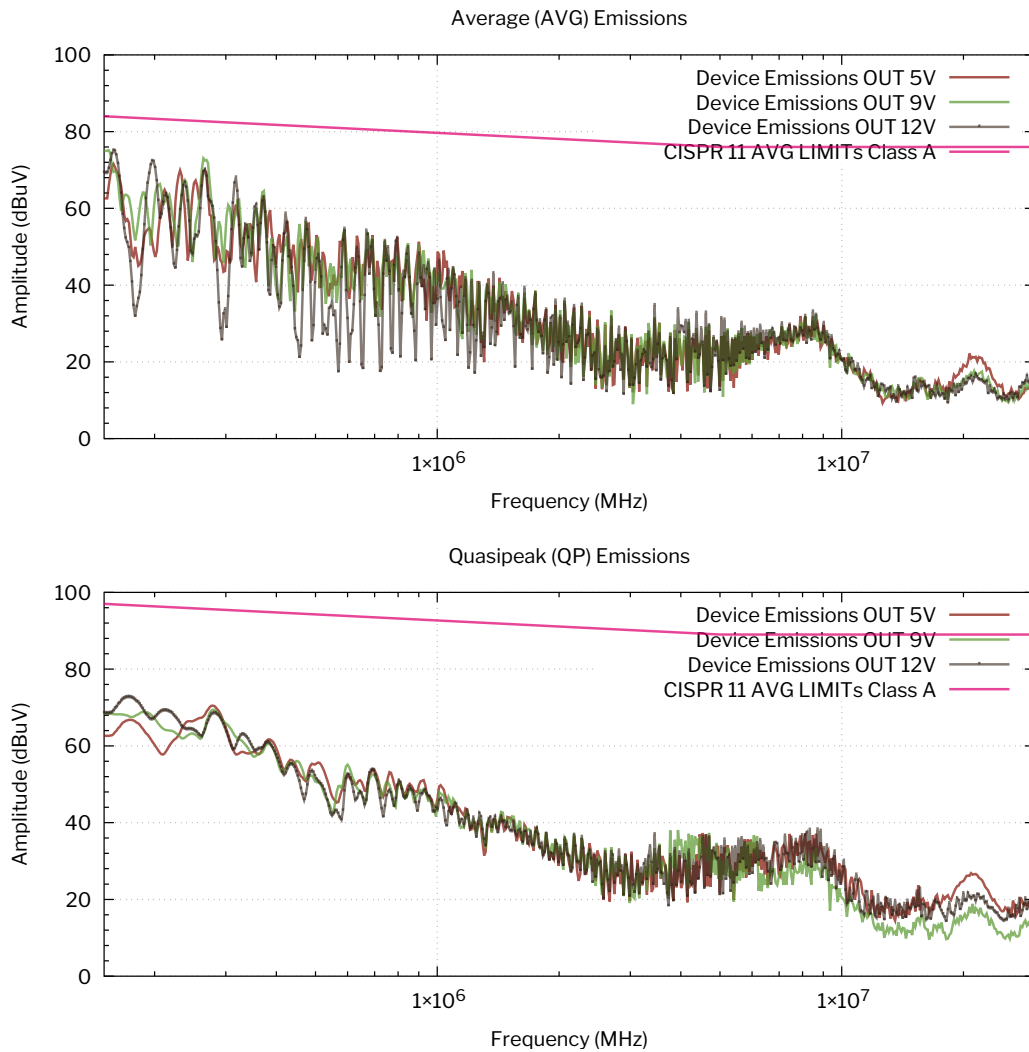 Average (AVG) Emissions
100
80
60
40
20
0
Amplitude (dBuV)
Device Emissions OUT 5V
Device Emissions OUT 9V
Device Emissions OUT 12V
CISPR 11 AVG LIMITs Class A
1×10⁶
1×10⁷
Frequency (MHz)
Quasipeak (QP) Emissions
100
80
60
40
20
0
Amplitude (dBuV)
Device Emissions OUT 5V
Device Emissions OUT 9V
Device Emissions OUT 12V
CISPR 11 AVG LIMITs Class A
1×10⁶
1×10⁷
Frequency (MHz)